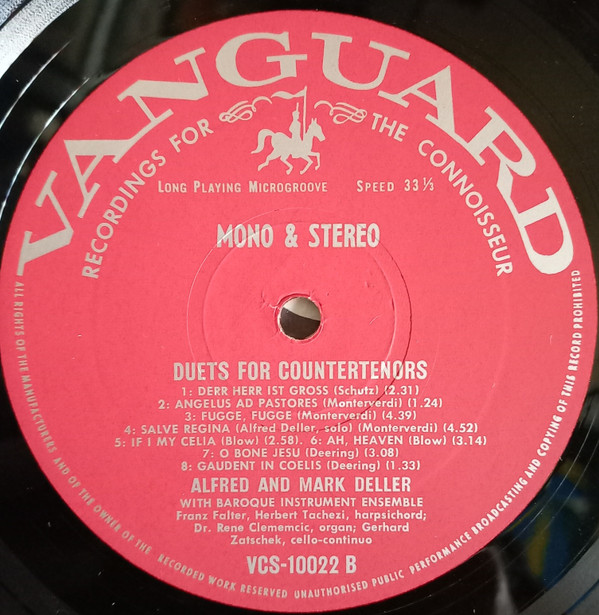 VANGUARD
RECORDINGS FOR THE CONNOISSEUR
LONG PLAYING MICROGROOVE SPEED 33⅓
MONO & STEREO
DUETS FOR COUNTERTENORS
1: DERR HERR IST GROSS (Schutz) (2.31)
2: ANGELUS AD PASTORES (Monterverdi) (1.24)
3: FUGGE, FUGGE (Monterverdi) (4.39)
4: SALVE REGINA (Alfred Deller, solo) (Monterverdi) (4.52)
5: IF I MY CELIA (Blow) (2.58). 6: AH, HEAVEN (Blow) (3.14)
7: O BONE JESU (Deering) (3.08)
8: GAUDENT IN COELIS (Deering) (1.33)
ALFRED AND MARK DELLER
WITH BAROQUE INSTRUMENT ENSEMBLE
Franz Falter, Herbert Tachezi, harpsichord;
Dr. Rene Clememcic, organ; Gerhard
Zatschek, cello-continuo
VCS-10022 B
ALL RIGHTS OF THE MANUFACTURERS AND OF THE OWNER OF THE RECORDED WORK RESERVED UNAUTHORISED PUBLIC PERFORMANCE BROADCASTING AND COPYING OF THIS RECORD PROHIBITED